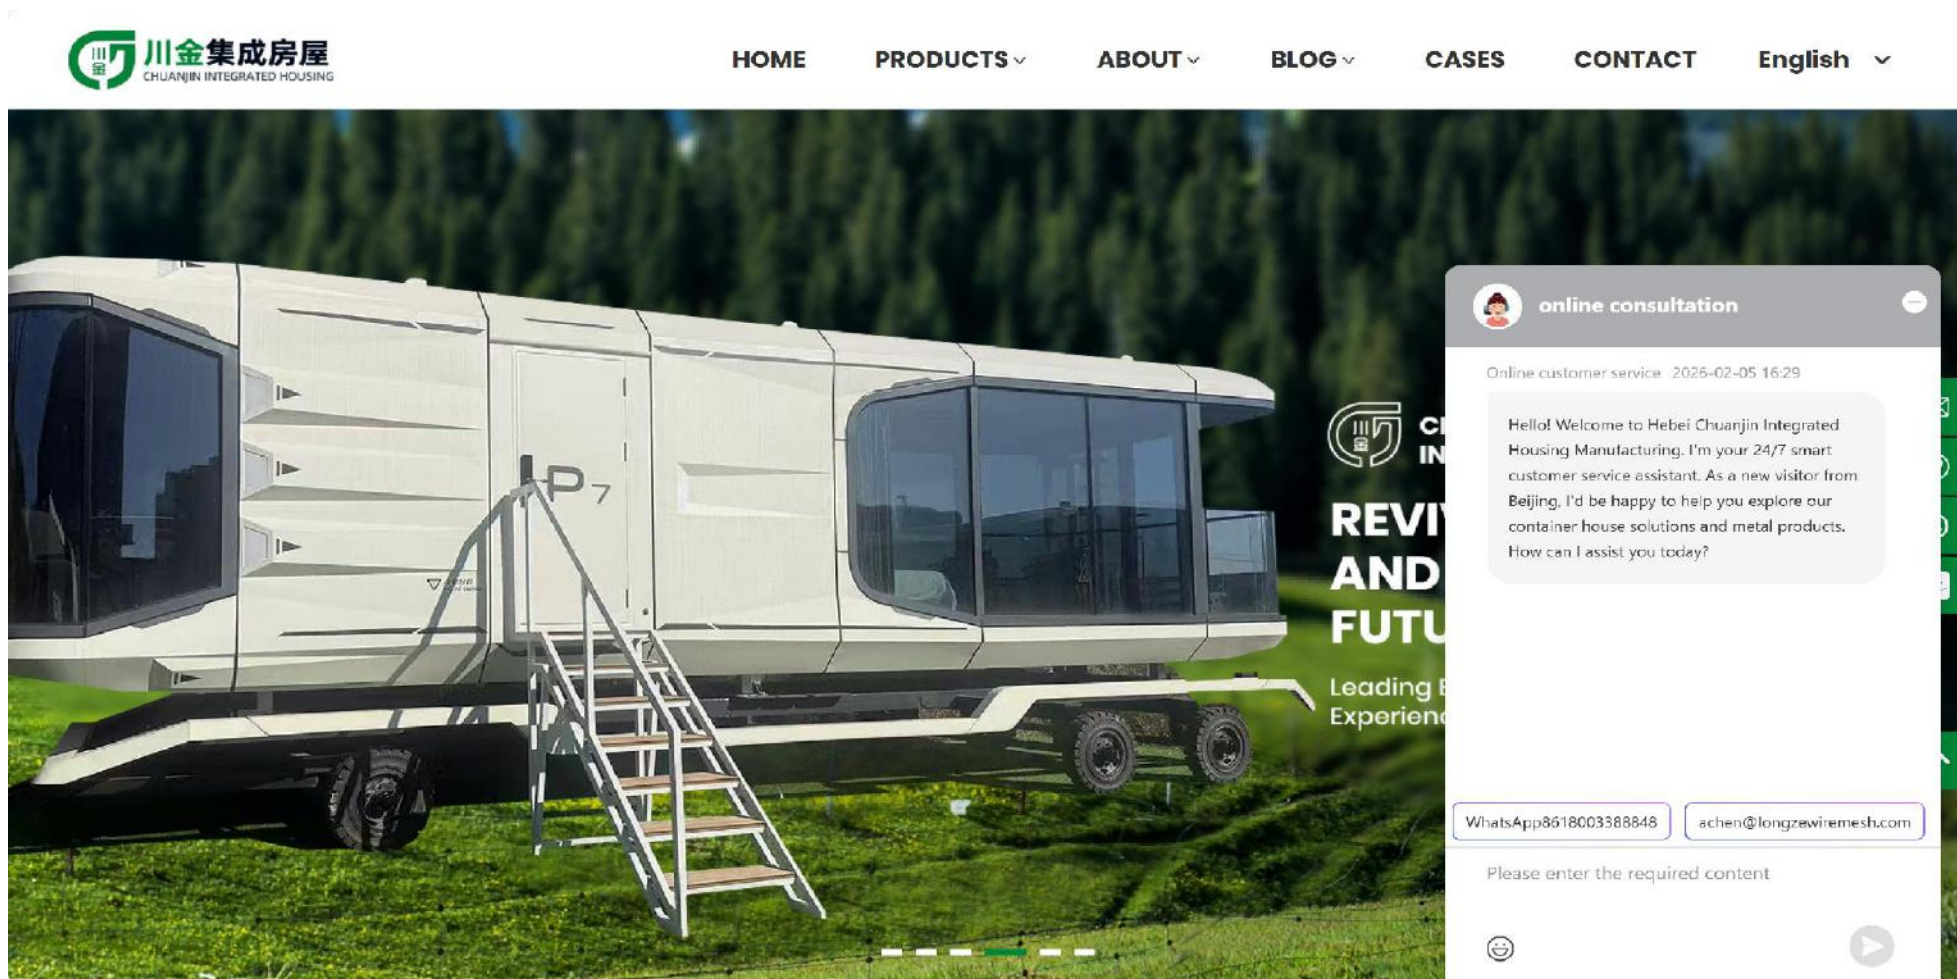 川金集成房屋
CHUANJIN INTEGRATED HOUSING
HOME PRODUCTS ABOUT BLOG CASES CONTACT English
P7
REVI
AND
FUTU
Leading
Experienc
online consultation
Online customer service 2026-02-05 16:29
Hello! Welcome to Hebei Chuanjin Integrated
Housing Manufacturing. I'm your 24/7 smart
customer service assistant. As a new visitor from
Beijing, I'd be happy to help you explore our
container house solutions and metal products.
How can I assist you today?
WhatsApp8618003388848 achen@longzewiremesh.com
Please enter the required content